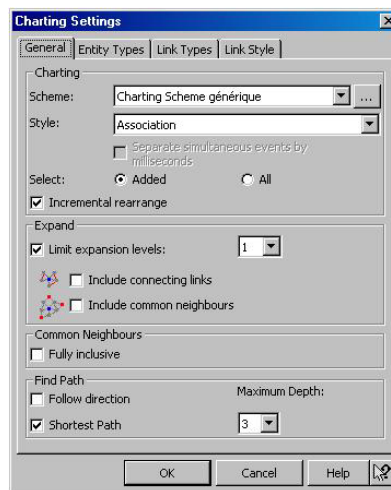 Charting Settings
General Entity Types Link Types Link Style
Charting
Scheme: Charting Scheme générique ...
Style: Association
Separate simultaneous events by
milliseconds
Select: Added All
Incremental rearrange
Expand
Limit expansion levels: 1
Include connecting links
Include common neighbours
Common Neighbours
Fully inclusive
Find Path
Follow direction Maximum Depth:
Shortest Path 3
OK Cancel Help